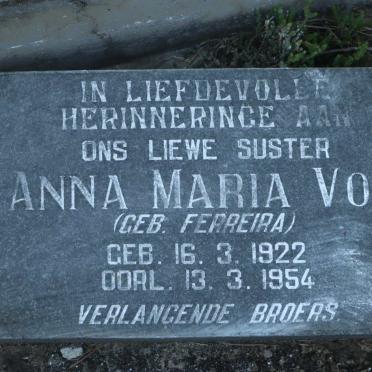 IN LIEFDEVOLLE
HERINNERINGE AAN
ONS LIEWE SUSTER
ANNA MARIA VO
(GEB. FERREIRA)
GEB. 16. 3. 1922
OORL. 13. 3. 1954
VERLANGENDE BROERS